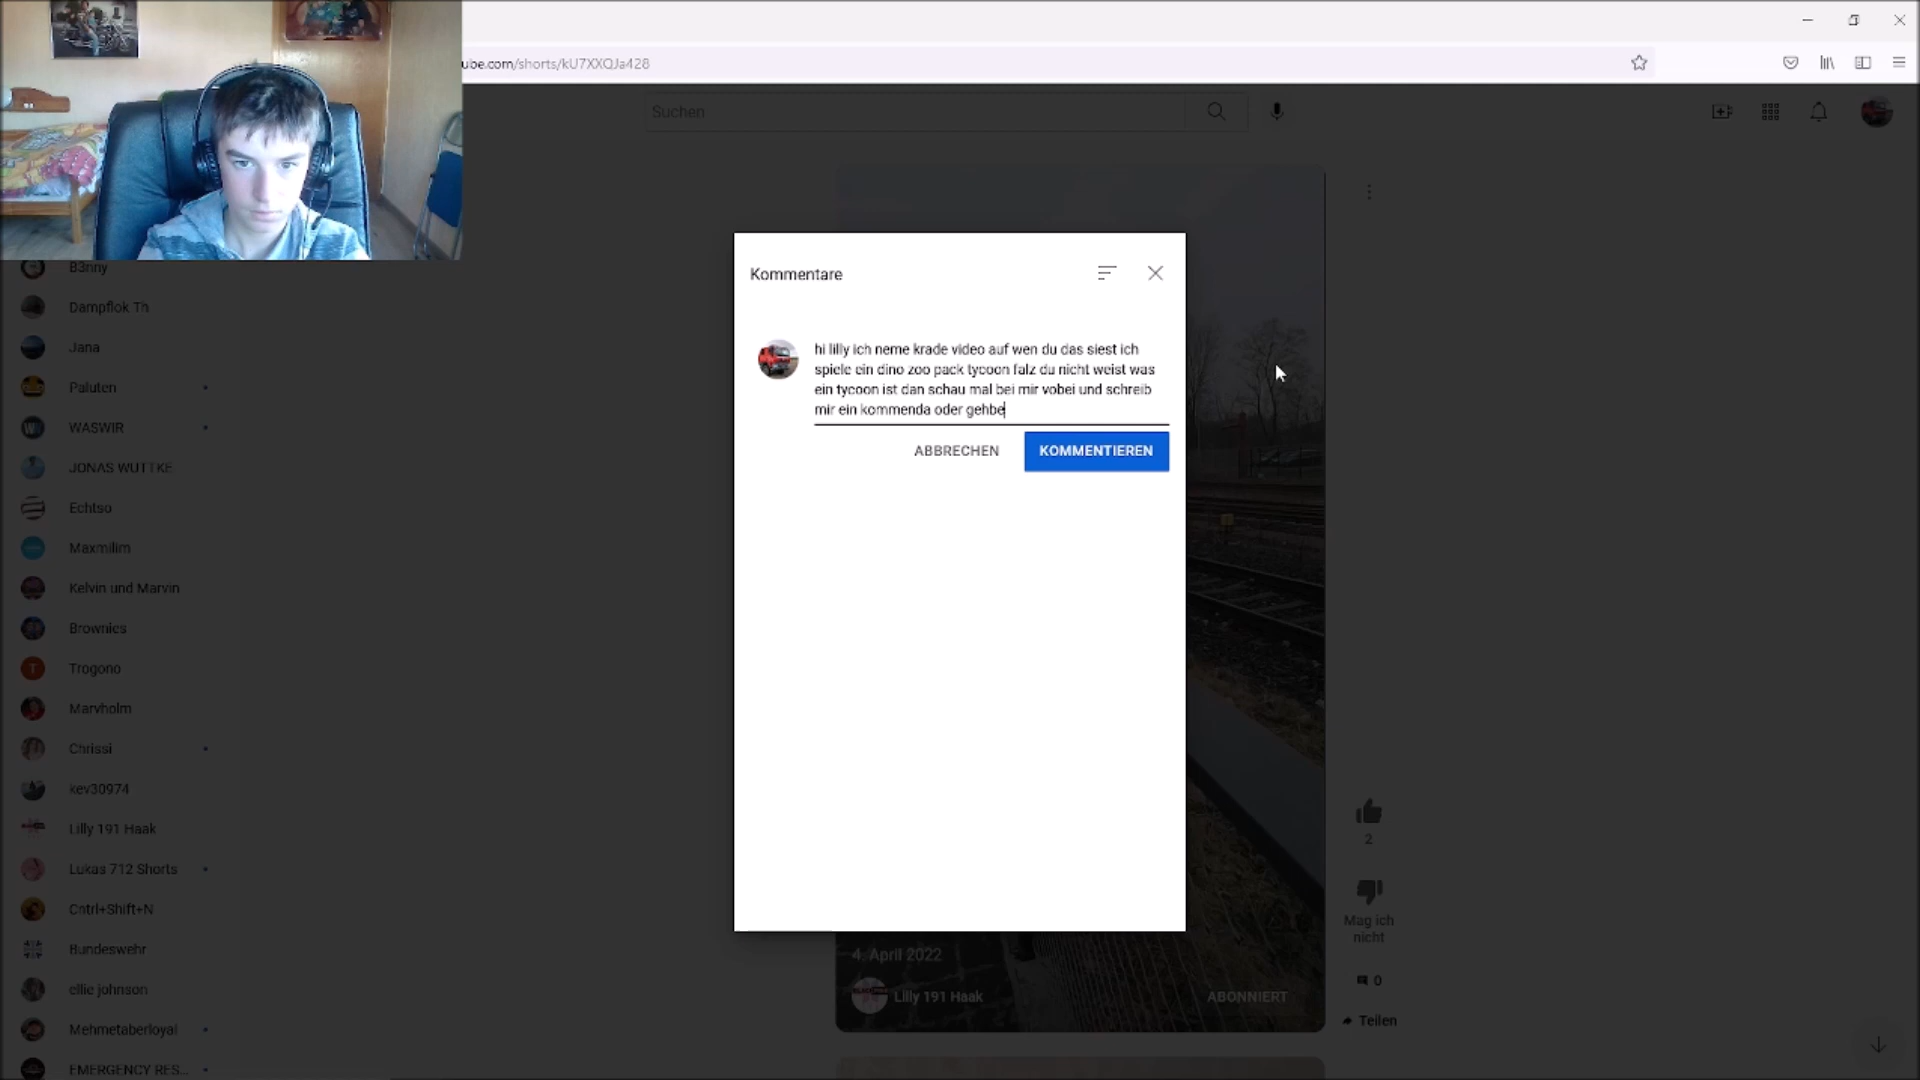 ube.com/shorts/kU7XXQJa428
Suchen
Kommentare
hi lilly ich neme krade video auf wen du das siest ich
spiele ein dino zoo pack tycoon falz du nicht weist was
ein tycoon ist dan schau mal bei mir vobei und schreib
mir ein kommenda oder gehbe
ABBRECHEN
KOMMENTIEREN
B3nny
Dampflok Th
Jana
Paluten
WASWIR
JONAS WUTTKE
Echtso
Maxmilim
Kelvin und Marvin
Brownies
T
Trogono
Marvholm
Chrissi
kev30974
Lilly 191 Haak
Lukas 712 Shorts
Cntrl+Shift+N
Bundeswehr
ellie johnson
Mehmetaberloyal
EMERGENCY RES...
2
Mag ich
nicht
0
Teilen
4. April 2022
Lilly 191 Haak
ABONNIERT